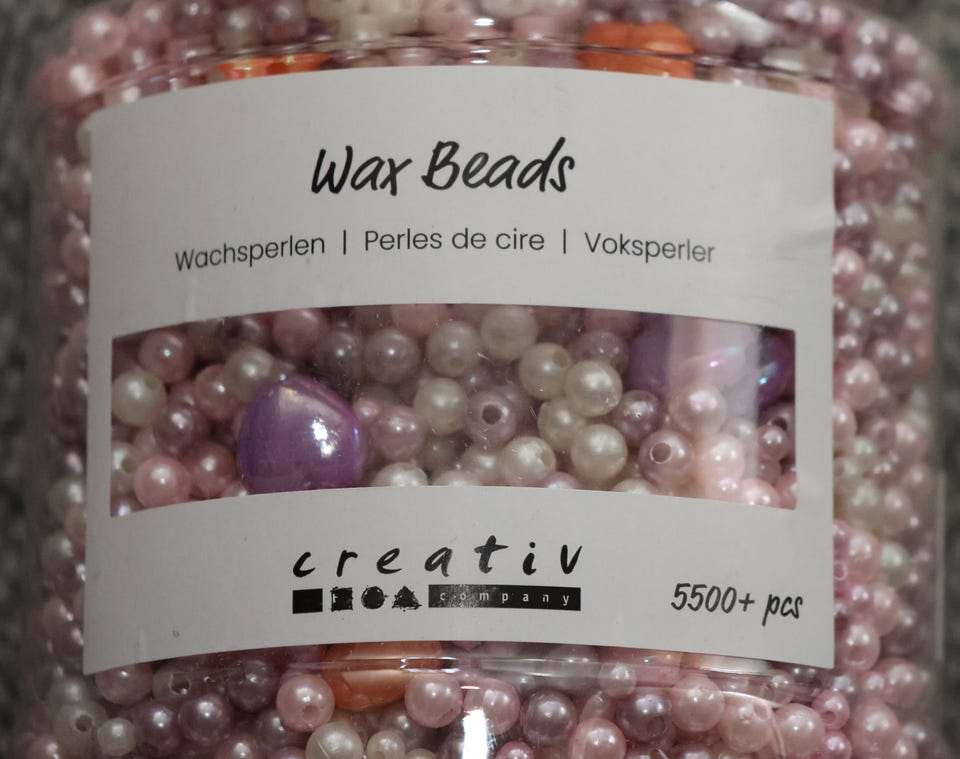 Wax Beads
Wachsperlen | Perles de cire | Voksperler
creativ
company
5500+ pcs